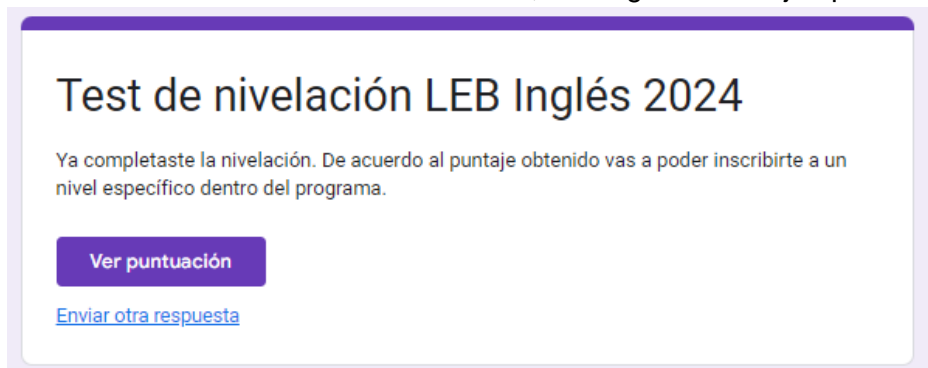 Test de nivelación LEB Inglés 2024
Ya completaste la nivelación. De acuerdo al puntaje obtenido vas a poder inscribirte a un
nivel específico dentro del programa.
Ver puntuación
Enviar otra respuesta